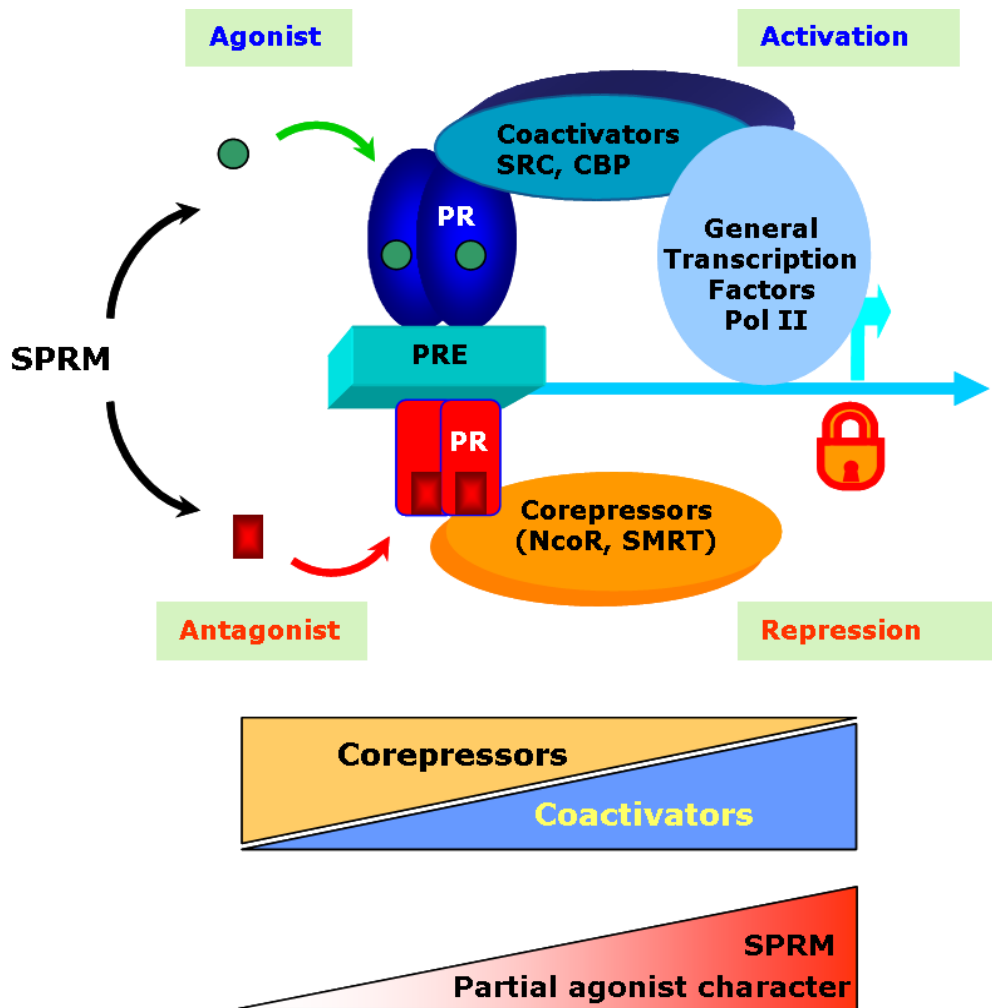 Agonist
Activation
Coactivators
SRC, CBP
PR
General
Transcription
Factors
Pol II
SPRM
PRE
PR
Corepressors
(NcoR, SMRT)
Antagonist
Repression
Corepressors
Coactivators
SPRM
Partial agonist character